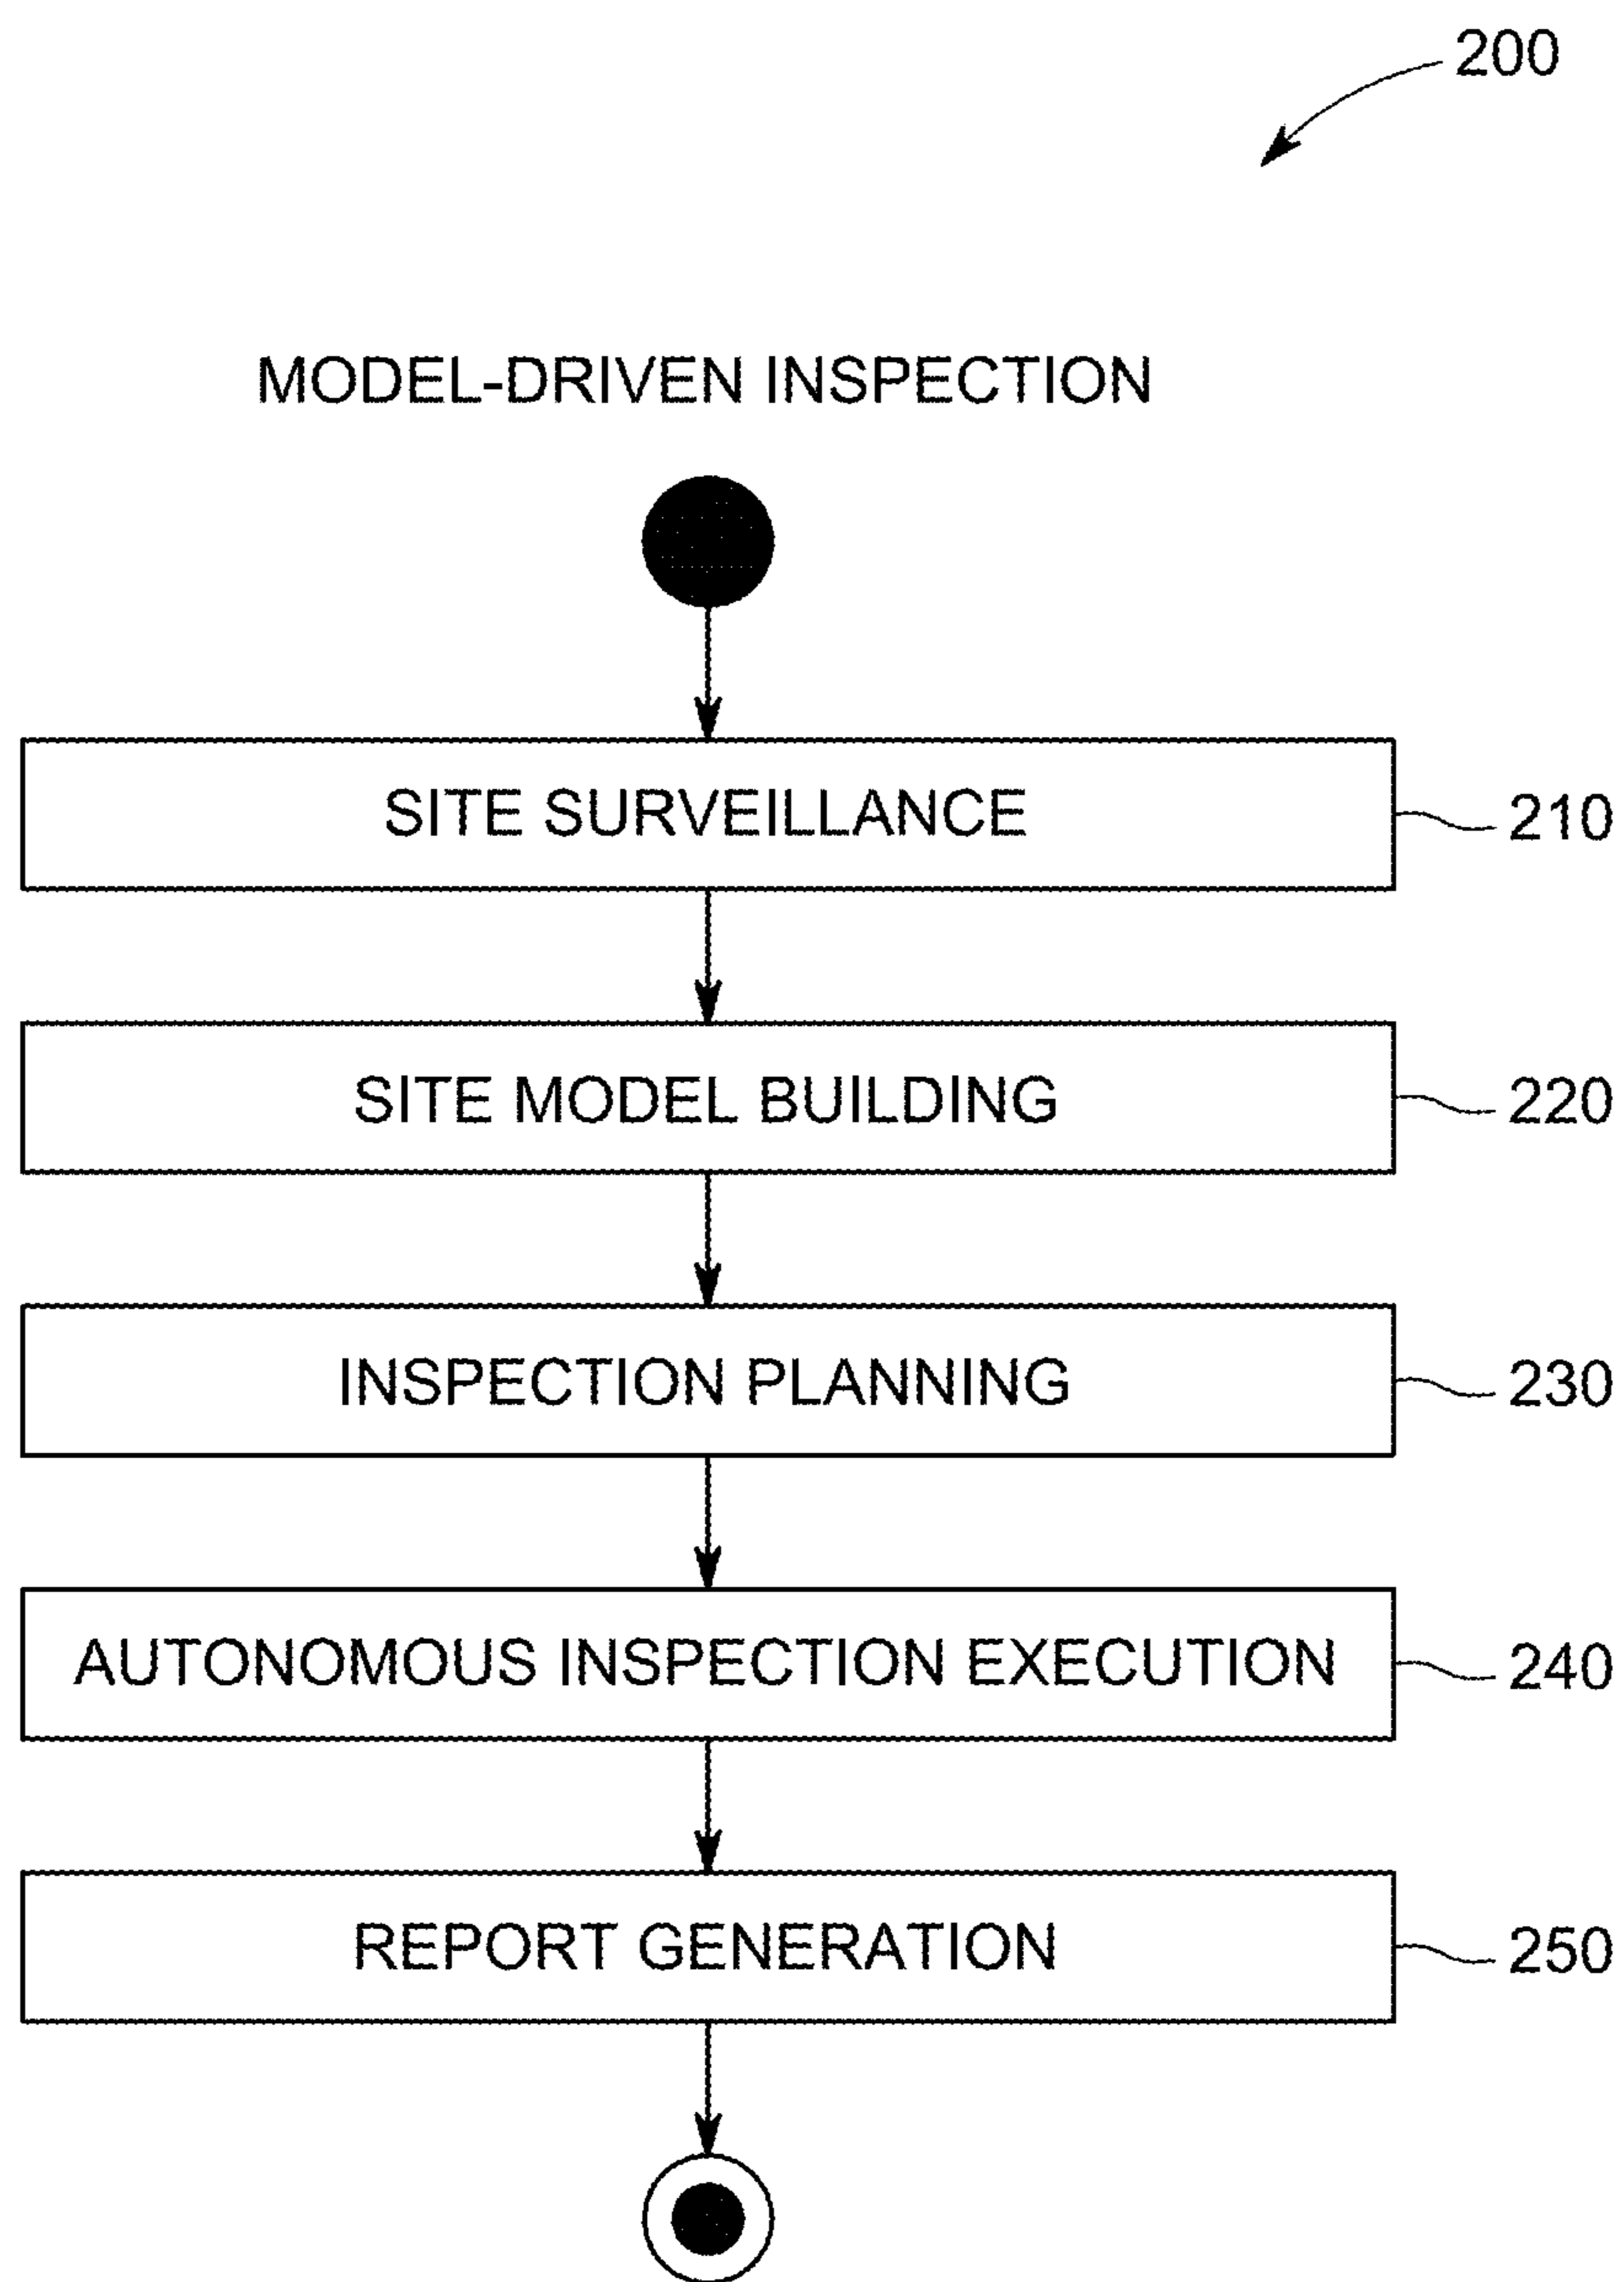 200
MODEL-DRIVEN INSPECTION
SITE SURVEILLANCE
210
SITE MODEL BUILDING
220
INSPECTION PLANNING
230
AUTONOMOUS INSPECTION EXECUTION
240
REPORT GENERATION
250